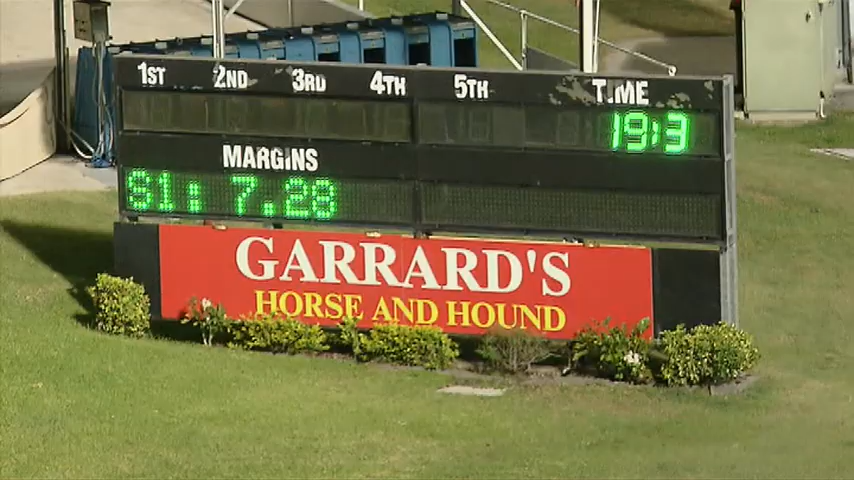 1ST 2ND 3RD 4TH 5TH TIME
19:3
MARGINS
S1: 7.28
GARRARD'S
HORSE AND HOUND